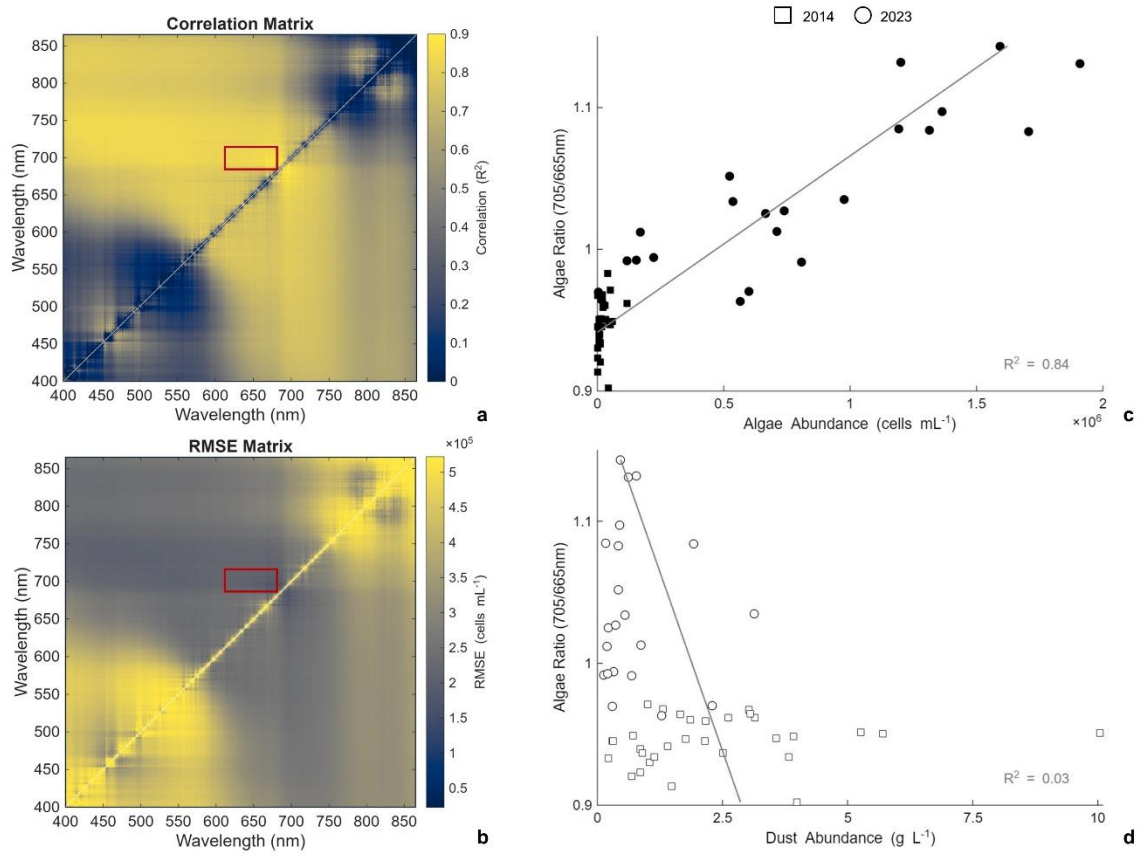 2014 2023
Correlation Matrix
850
800
750
700
650
600
550
500
450
400
400 450 500 550 600 650 700 750 800 850
Wavelength (nm)
Wavelength (nm)
0.9
0.8
0.7
0.6
0.5
0.4
0.3
0.2
0.1
0
Correlation (R²)
a
1.1
1
0.9
Algae Ratio (705/665nm)
R² = 0.84
0 0.5 1 1.5 2
Algae Abundance (cells mL⁻¹)
×10⁶
c
RMSE Matrix
850
800
750
700
650
600
550
500
450
400
400 450 500 550 600 650 700 750 800 850
Wavelength (nm)
Wavelength (nm)
×10⁵
5
4.5
4
3.5
3
2.5
2
1.5
1
0.5
RMSE (cells mL⁻¹)
b
1.1
1
0.9
Algae Ratio (705/665nm)
R² = 0.03
0 2.5 5 7.5 10
Dust Abundance (g L⁻¹)
d